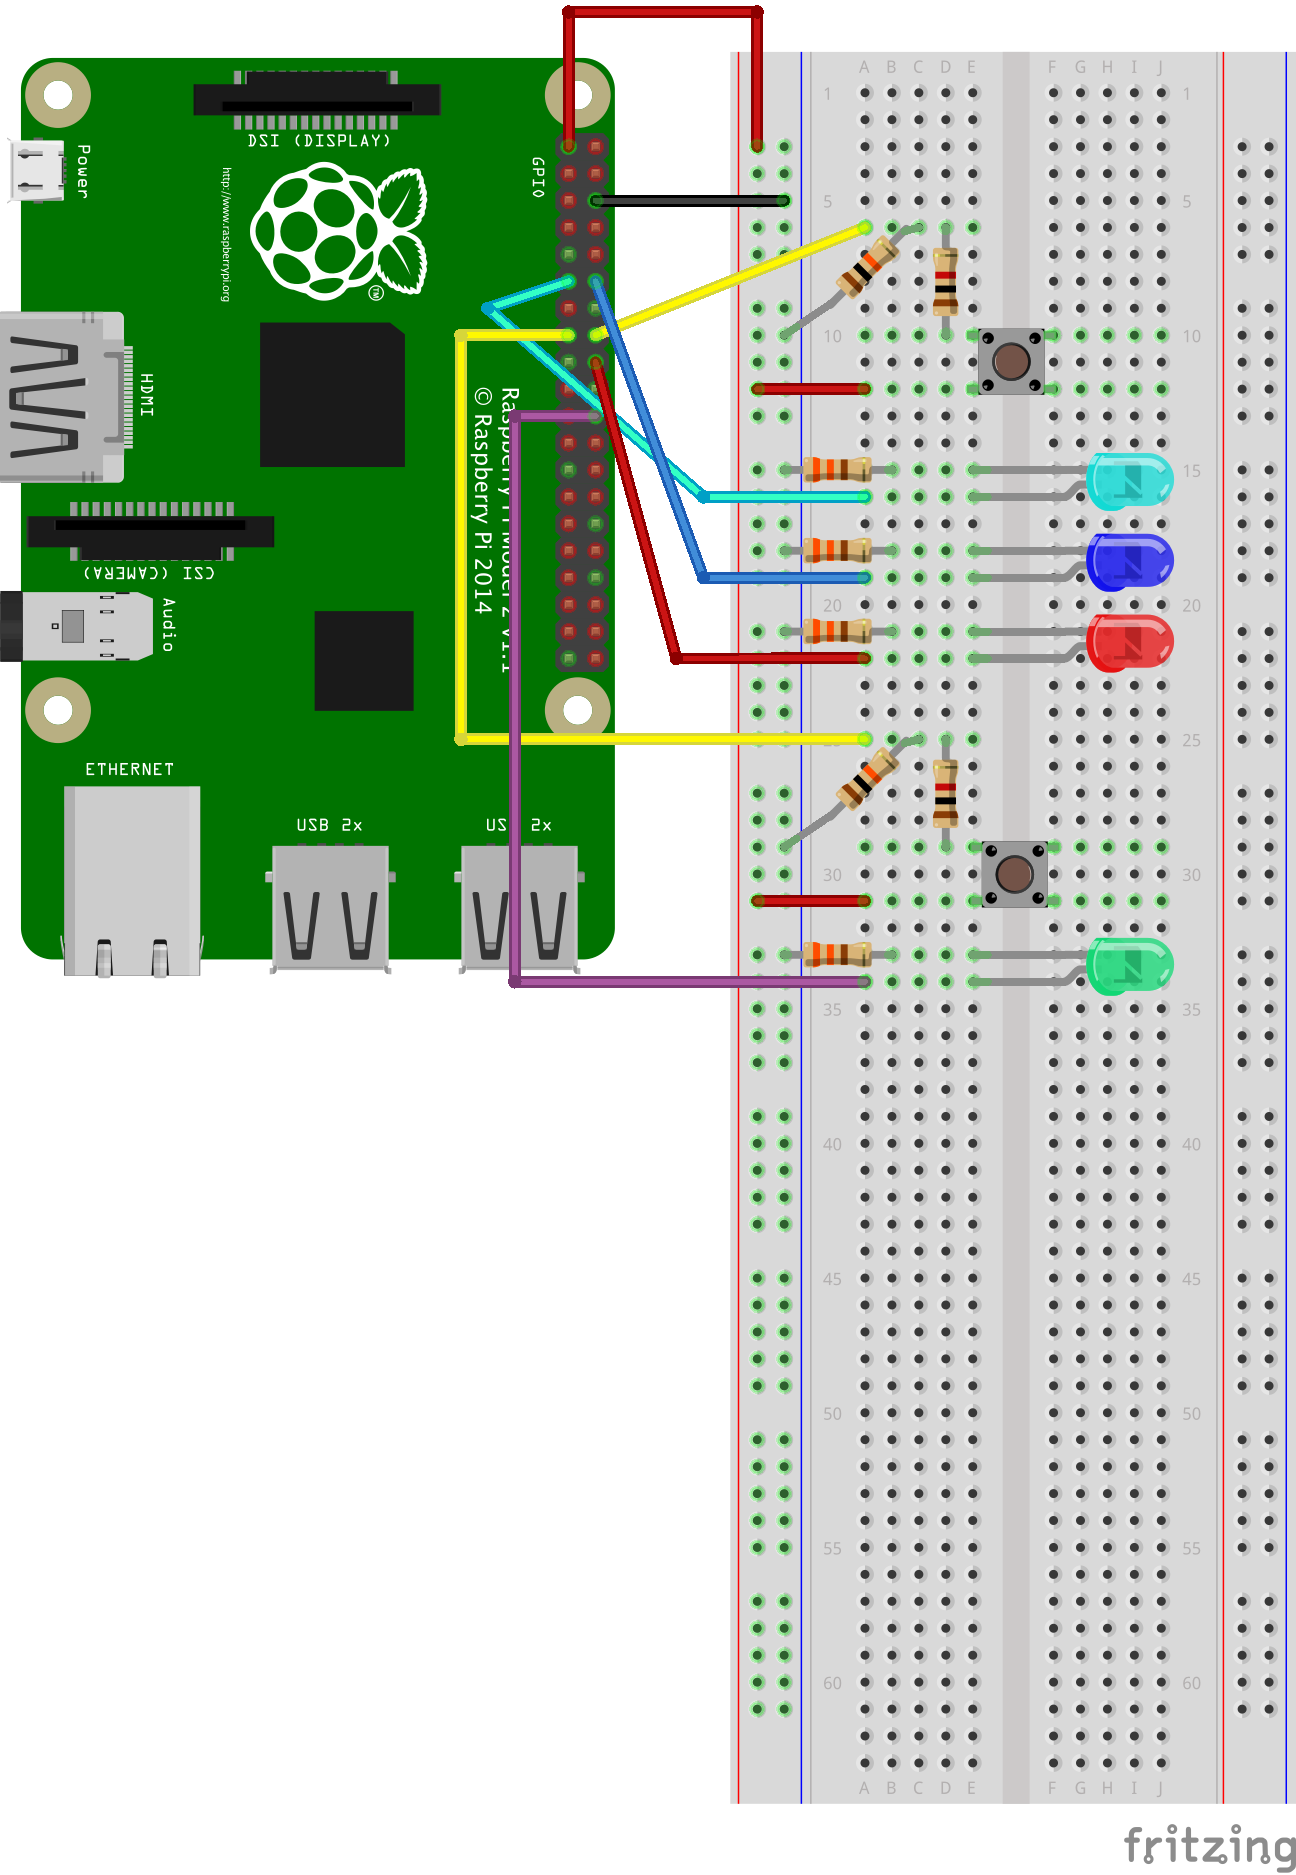 A B C D E F G H I J
DSI (DISPLAY)
Power
http://www.raspberrypi.org
GPIO
TM
1 1
5 5
10 10
HDMI
Raspberry Pi Model 2 v1.1
© Raspberry Pi 2014
15 15
CSI (CAMERA)
Audio
20 20
25
ETHERNET
USB 2x
USB 2x
30 30
35 35
40 40
45 45
50 50
55 55
60 60
A B C D E F G H I J
fritzing